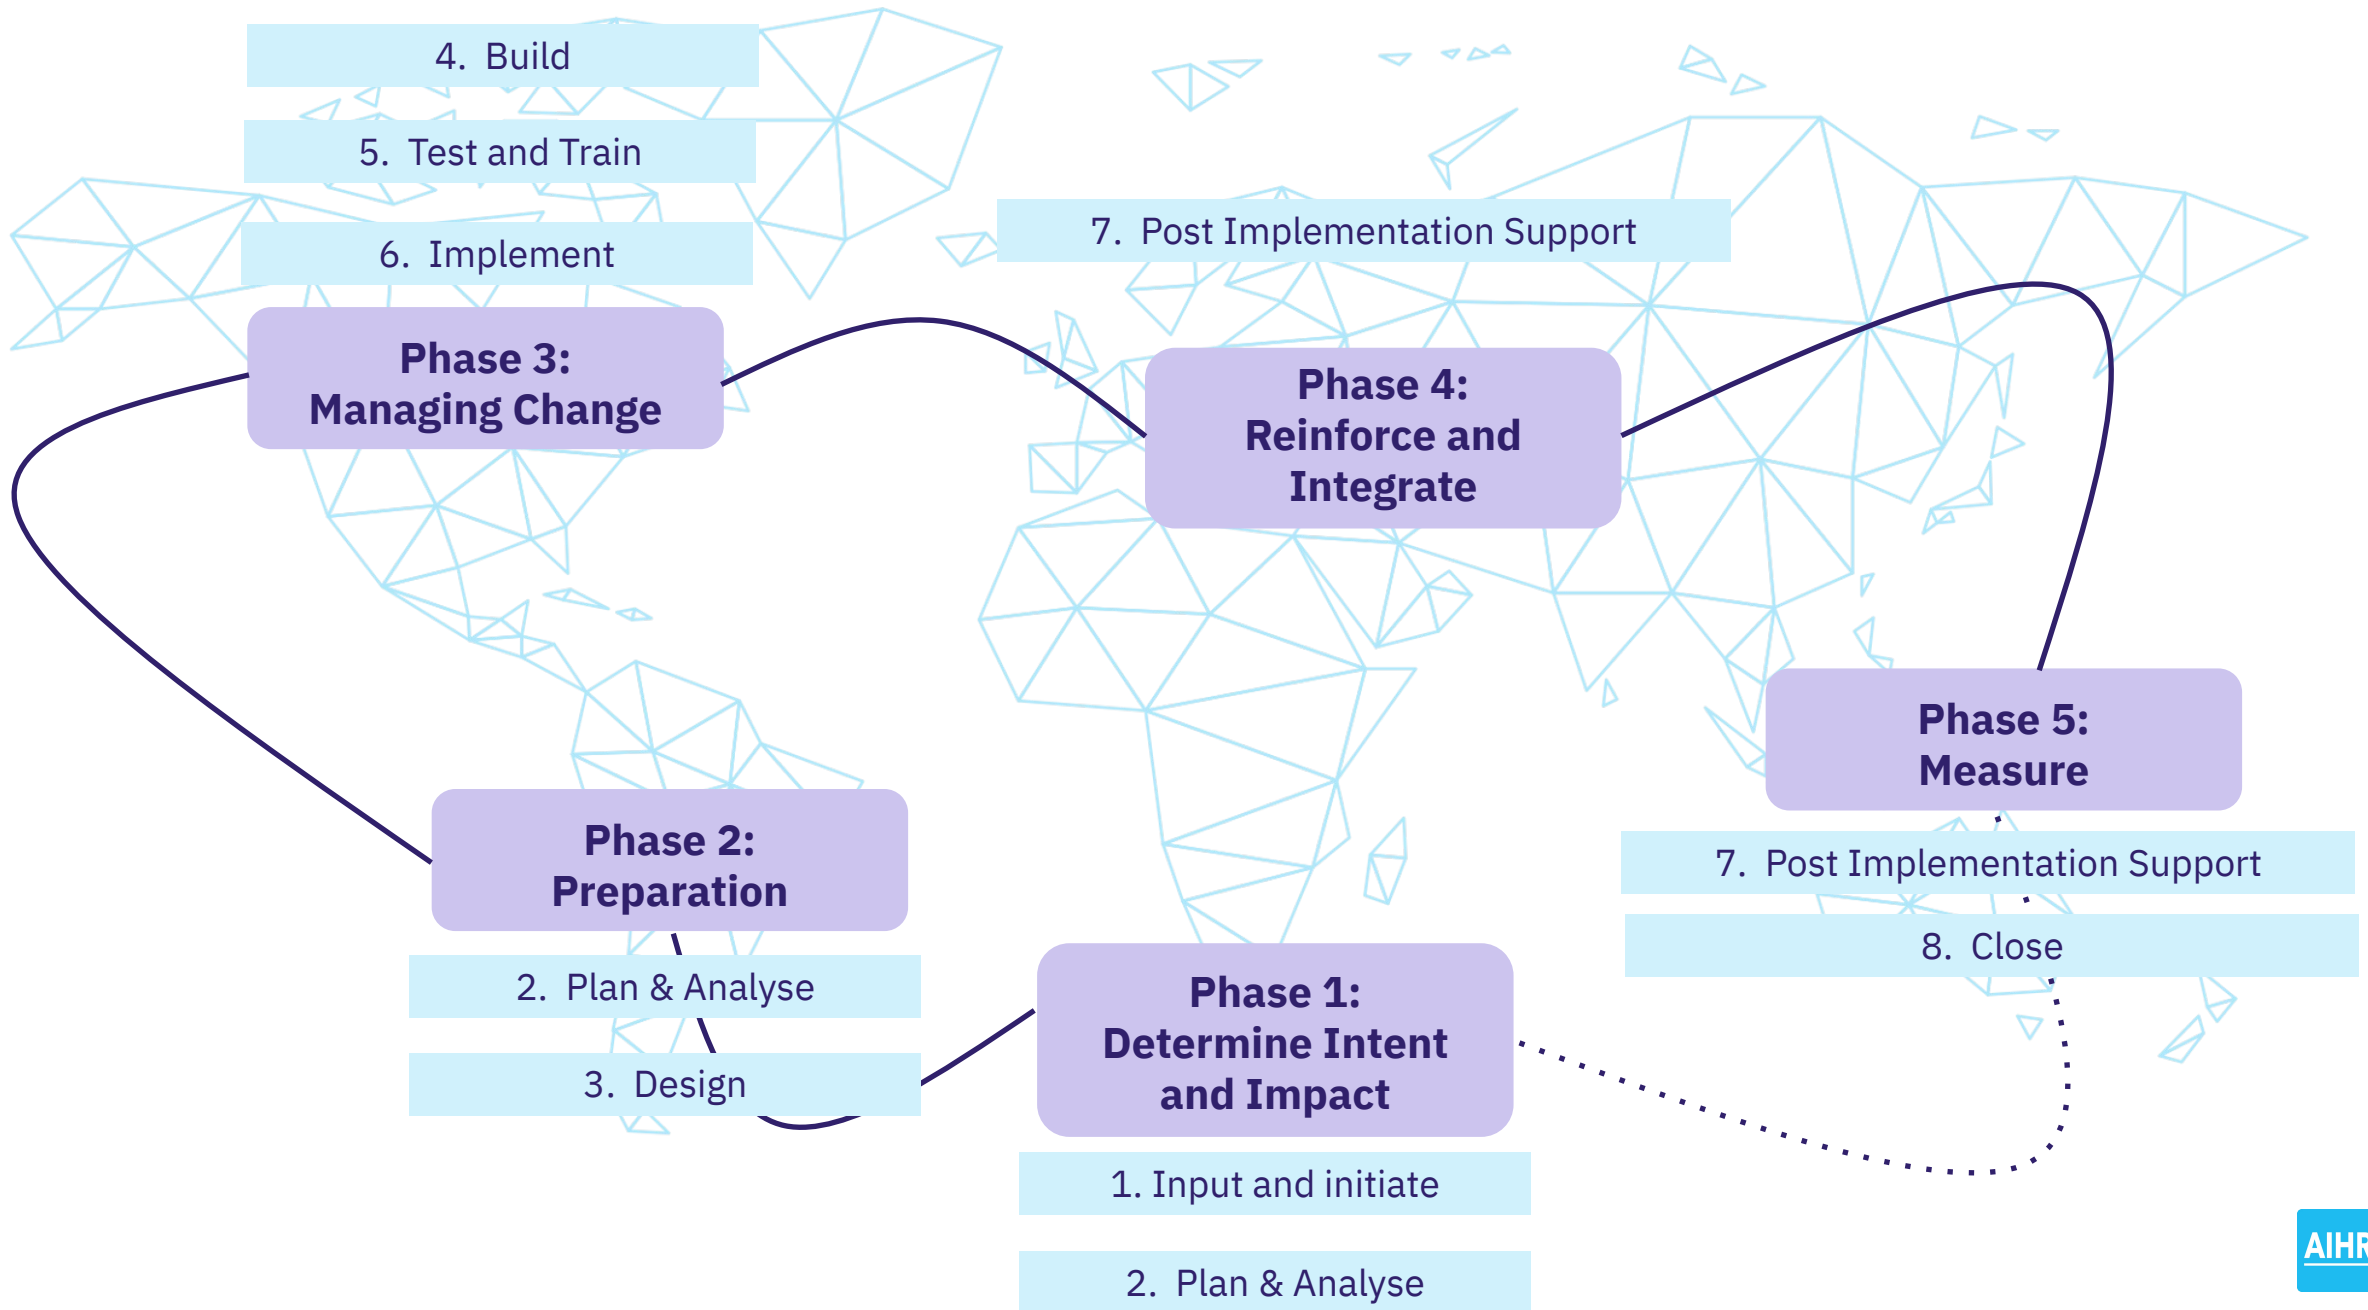 4. Build
5. Test and Train
6. Implement
Phase 3:
Managing Change
7. Post Implementation Support
Phase 4:
Reinforce and
Integrate
Phase 5:
Measure
7. Post Implementation Support
8. Close
Phase 2:
Preparation
2. Plan & Analyse
3. Design
Phase 1:
Determine Intent
and Impact
1. Input and initiate
2. Plan & Analyse
AIHR